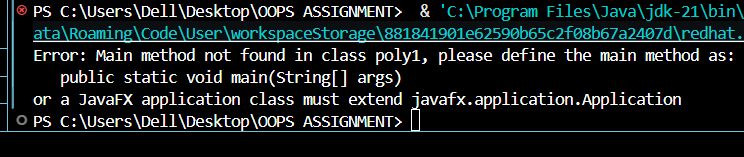 PS C:\Users\Dell\Desktop\OOPS ASSIGNMENT>  & 'C:\Program Files\Java\jdk-21\bin\
ata\Roaming\Code\User\workspaceStorage\881841901e62590b65c2f08b67a2407d\redhat.
Error: Main method not found in class poly1, please define the main method as:
   public static void main(String[] args)
or a JavaFX application class must extend javafx.application.Application
PS C:\Users\Dell\Desktop\OOPS ASSIGNMENT>